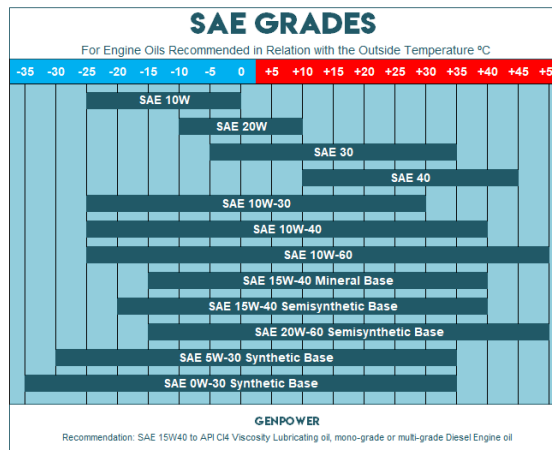 SAE GRADES
For Engine Oils Recommended in Relation with the Outside Temperature ºC
-35 -30 -25 -20 -15 -10 -5 0 +5 +10 +15 +20 +25 +30 +35 +40 +45
SAE 10W
SAE 20W
SAE 30
SAE 40
SAE 10W-30
SAE 10W-40
SAE 10W-60
SAE 15W-40 Mineral Base
SAE 15W-40 Semisynthetic Base
SAE 20W-60 Semisynthetic Base
SAE 5W-30 Synthetic Base
SAE 0W-30 Synthetic Base
GENPOWER
Recommendation: SAE 15W40 to API CI4 Viscosity Lubricating oil, mono-grade or multi-grade Diesel Engine oil